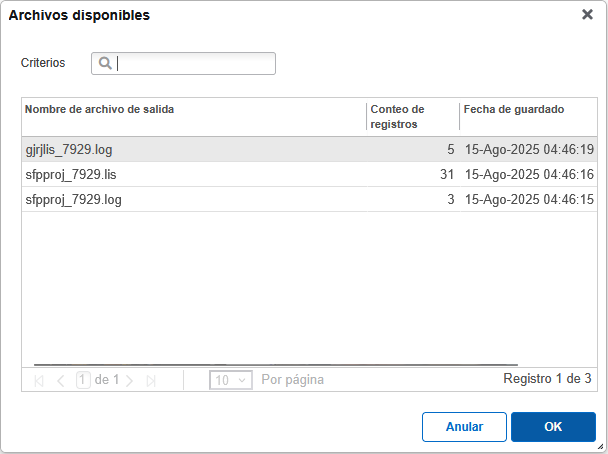 Archivos disponibles
Criterios
Nombre de archivo de salida Conteo de registros Fecha de guardado
gjrjlis_7929.log 5 15-Ago-2025 04:46:19
sfpproj_7929.lis 31 15-Ago-2025 04:46:16
sfpproj_7929.log 3 15-Ago-2025 04:46:15
1 de 1 10 Por página Registro 1 de 3
Anular OK